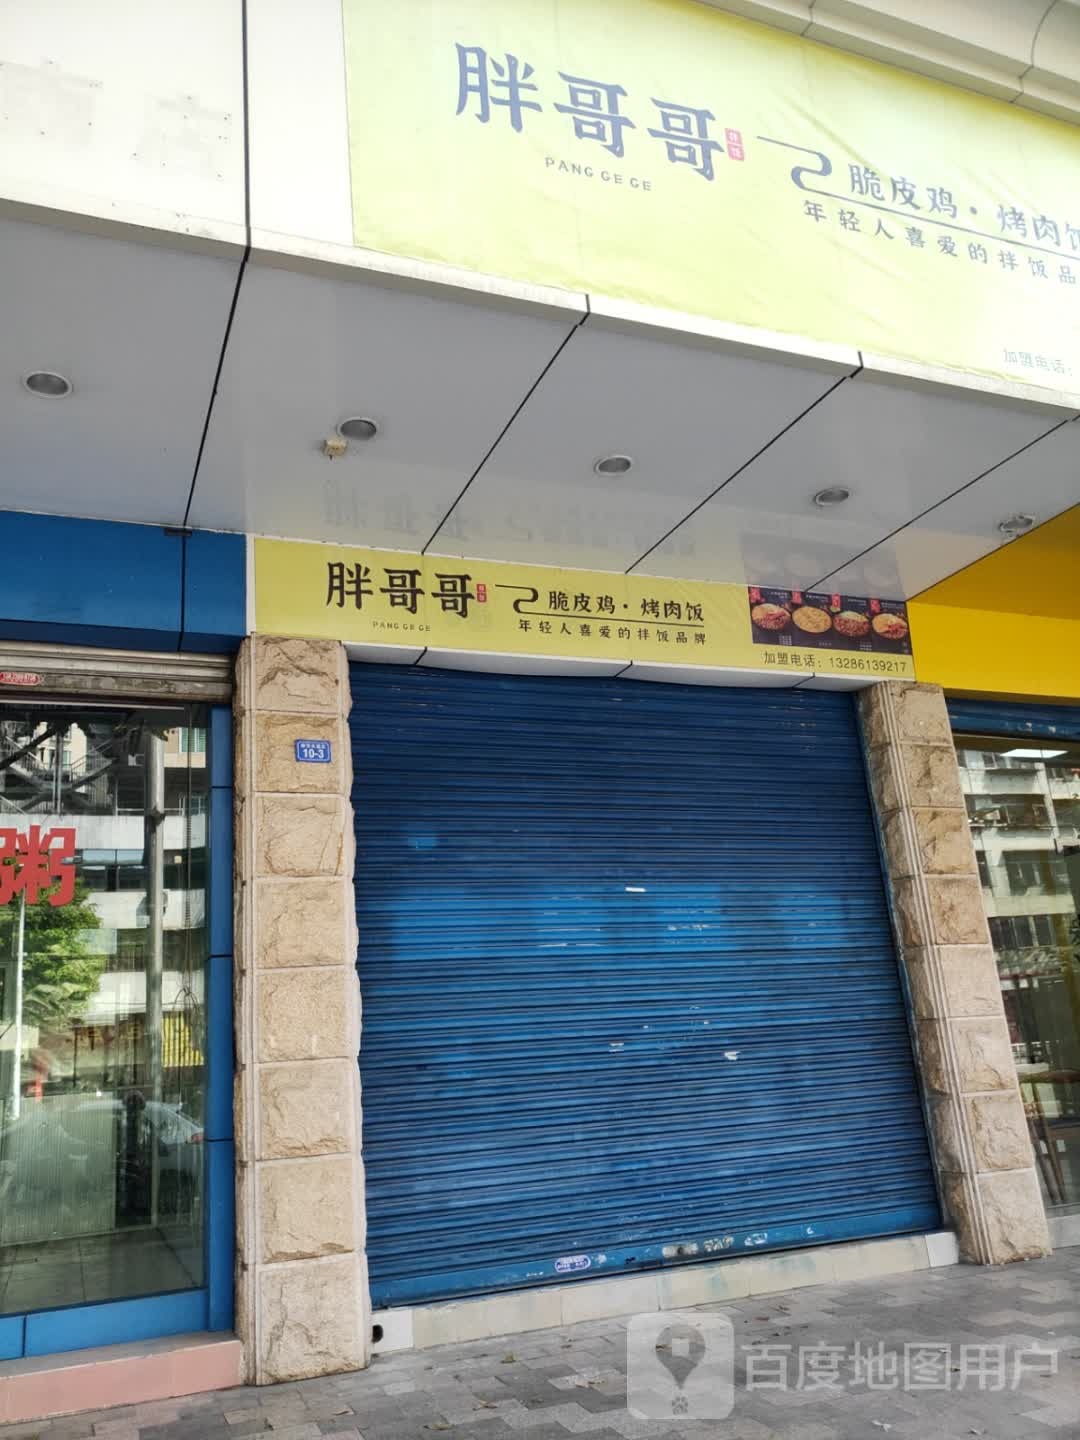 胖哥哥
拌饭
PANG GE GE
脆皮鸡·烤肉饭
年轻人喜爱的拌饭品
加盟电话:
胖哥哥
PANG GE GE
脆皮鸡·烤肉饭
年轻人喜爱的拌饭品牌
加盟电话：13286139217
10-3
粥
百度地图用户